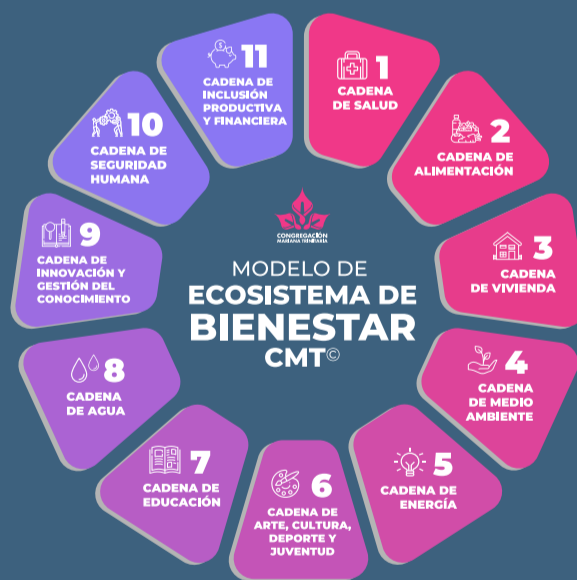 CONGREGACIÓN
MARIANA TRINITARIA
MODELO DE
ECOSISTEMA DE
BIENESTAR
CMT©
1
CADENA
DE SALUD
2
CADENA DE
ALIMENTACIÓN
3
CADENA
DE VIVIENDA
4
CADENA
DE MEDIO
AMBIENTE
5
CADENA DE
ENERGÍA
6
CADENA DE
ARTE, CULTURA,
DEPORTE Y
JUVENTUD
7
CADENA DE
EDUCACIÓN
8
CADENA
DE AGUA
9
CADENA DE
INNOVACIÓN Y
GESTIÓN DEL
CONOCIMIENTO
10
CADENA DE
SEGURIDAD
HUMANA
11
CADENA DE
INCLUSIÓN
PRODUCTIVA
Y FINANCIERA